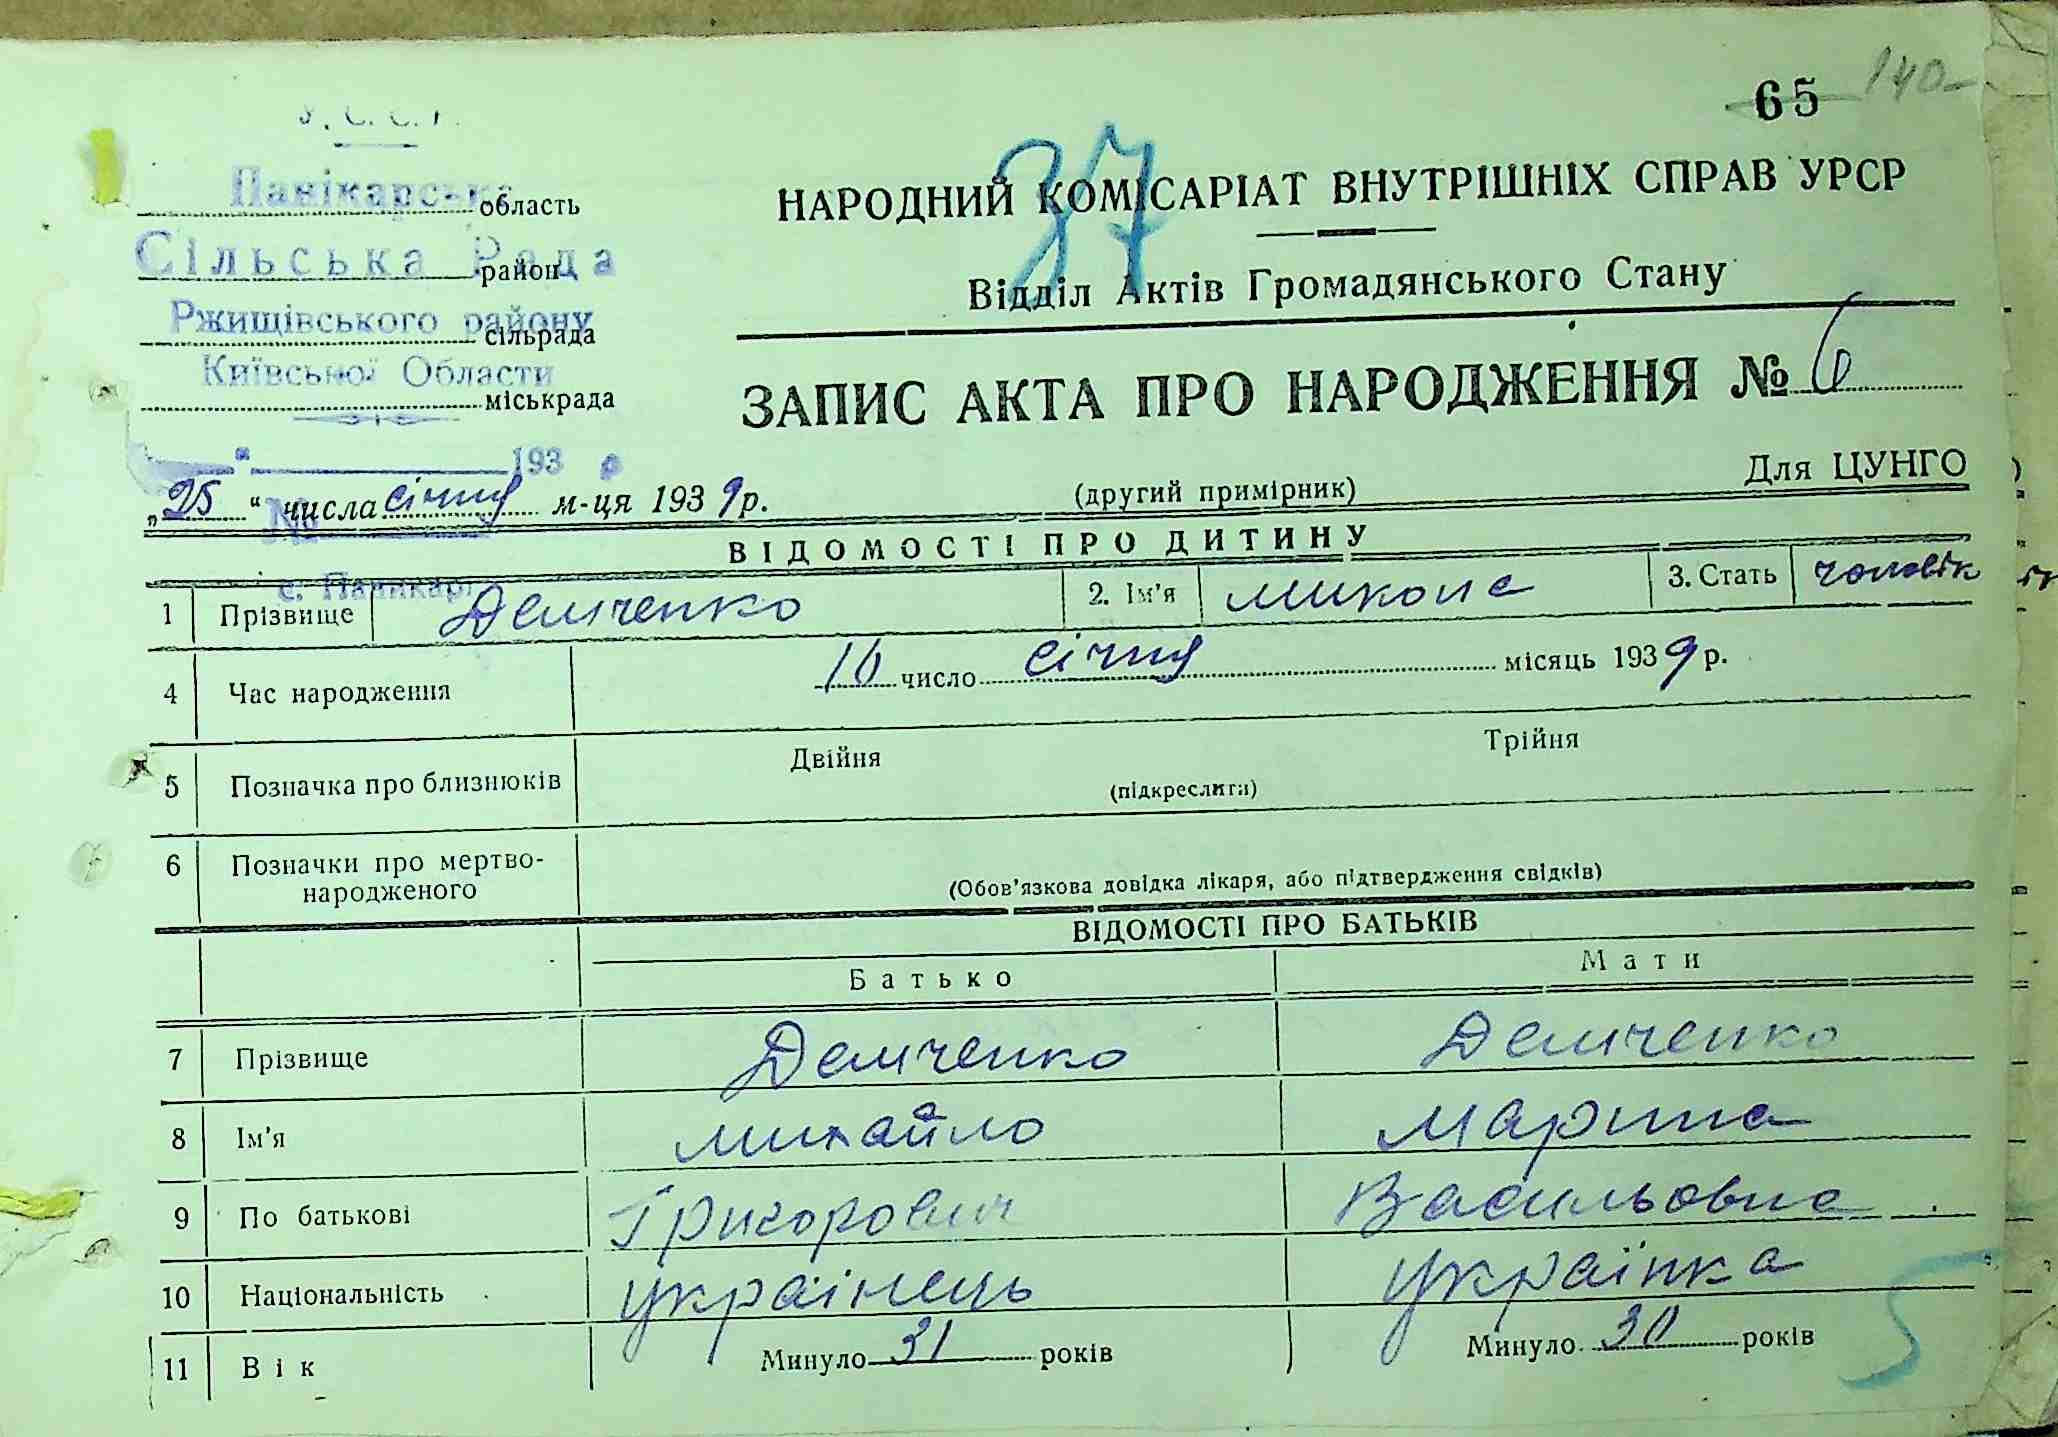 65 140
У.С.С.Р.
37
Панікарська область
НАРОДНИЙ КОМІСАРІАТ ВНУТРІШНІХ СПРАВ УРСР
Сільська Рада район
Відділ Актів Громадянського Стану
Ржищівського району сільрада
Київської Области міськрада
ЗАПИС АКТА ПРО НАРОДЖЕННЯ № 6
" 193 р
„25“ числа січня м-ця 1939 р. (другий примірник) Для ЦУНГО
№
ВІДОМОСТІ ПРО ДИТИНУ
с. Паникарі
1 Прізвище Демченко 2. Ім'я Микола 3. Стать чоловік
4 Час народження 16 число січня місяць 1939 р.
5 Позначка про близнюків Двійня Трійня
(підкреслити)
6 Позначки про мертво-
народженого (Обов'язкова довідка лікаря, або підтвердження свідків)
ВІДОМОСТІ ПРО БАТЬКІВ
Батько Мати
7 Прізвище Демченко Демченко
8 Ім'я Михайло Марина
9 По батькові Григорович Васильовна
10 Національність українець українка
11 Вік Минуло 31 років Минуло 30 років
5